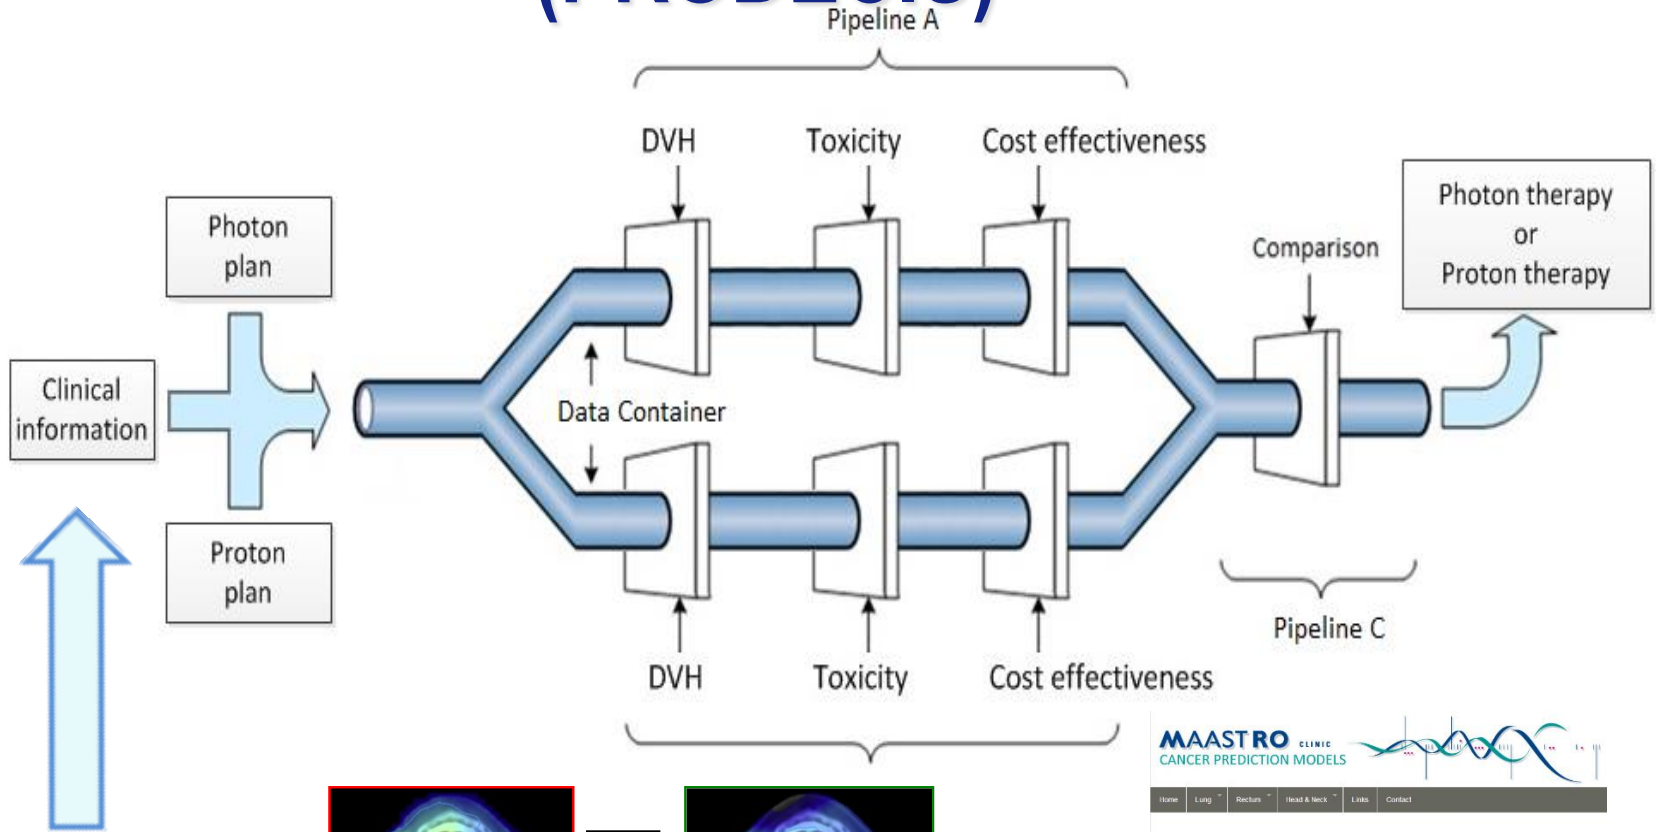 (PRODECIS)
Pipeline A
DVH
Toxicity
Cost effectiveness
Photon
plan
Photon therapy
or
Proton therapy
Comparison
Clinical
information
Data Container
Proton
plan
Pipeline C
DVH
Toxicity
Cost effectiveness
MAASTRO CLINIC
CANCER PREDICTION MODELS
Home Lung Rectum Head & Neck Links Contact